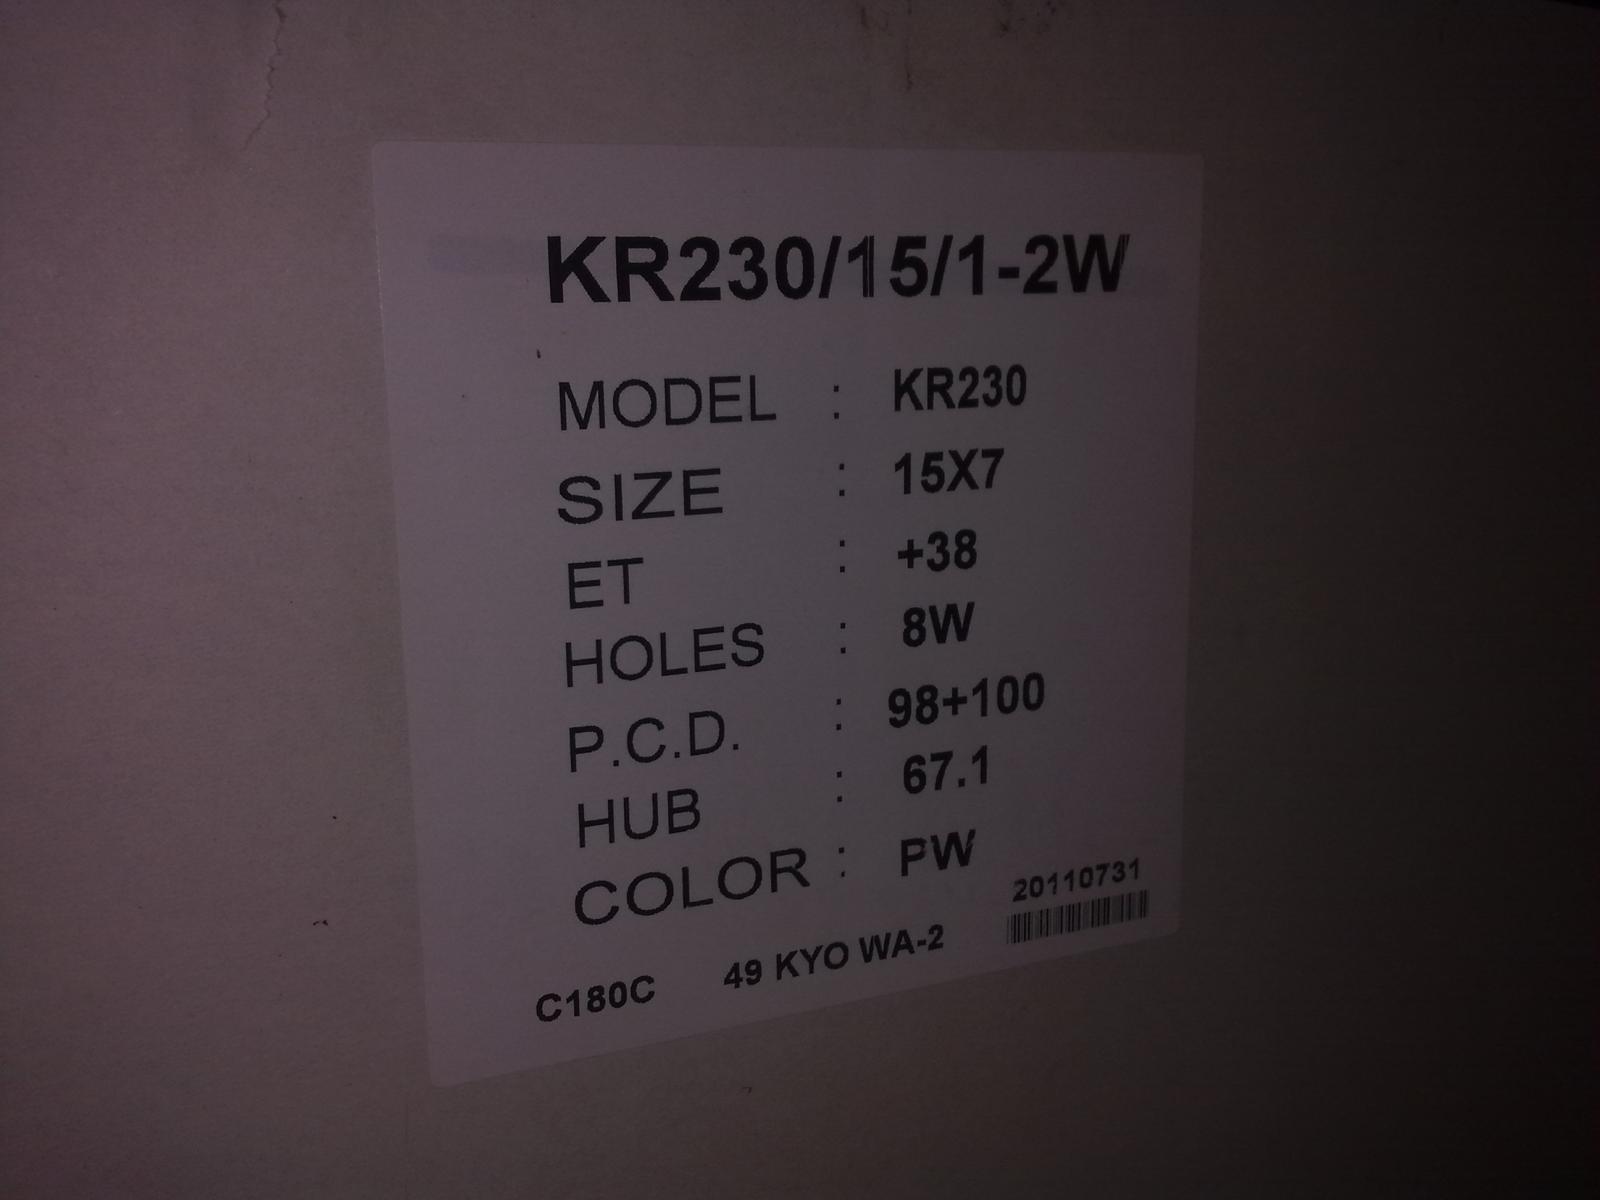 KR230/15/1-2W
MODEL : KR230
SIZE : 15X7
ET : +38
HOLES : 8W
P.C.D. : 98+100
HUB : 67.1
COLOR : PW
20110731
C180C 49 KYO WA-2